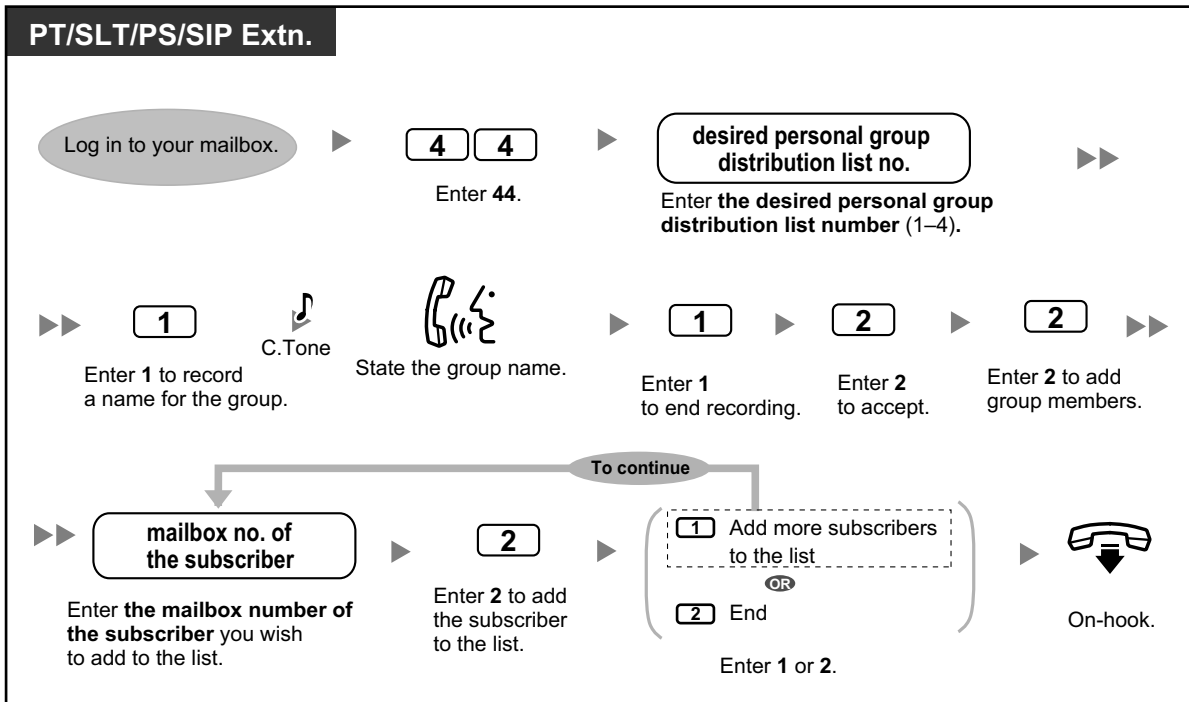 PT/SLT/PS/SIP Extn.
Log in to your mailbox.
4 4
Enter 44.
desired personal group
distribution list no.
Enter the desired personal group
distribution list number (1–4).
1
Enter 1 to record
a name for the group.
C.Tone
State the group name.
1
Enter 1
to end recording.
2
Enter 2
to accept.
2
Enter 2 to add
group members.
To continue
mailbox no. of
the subscriber
Enter the mailbox number of
the subscriber you wish
to add to the list.
2
Enter 2 to add
the subscriber
to the list.
1 Add more subscribers
to the list
OR
2 End
Enter 1 or 2.
On-hook.